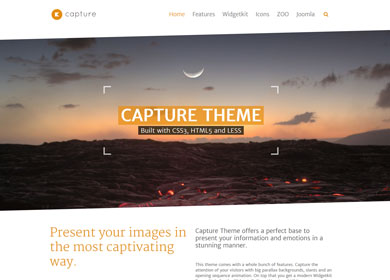 capture
Home Features Widgetkit Icons ZOO Joomla
CAPTURE THEME
Built with CSS3, HTML5 and LESS
Present your images in
the most captivating
way.
Capture Theme offers a perfect base to
present your information and emotions in a
stunning manner.
This theme comes with a whole bunch of features. Capture the
attention of your visitors with big parallax backgrounds, slants and an
opening sequence animation. On top that you get a modern Widgetkit